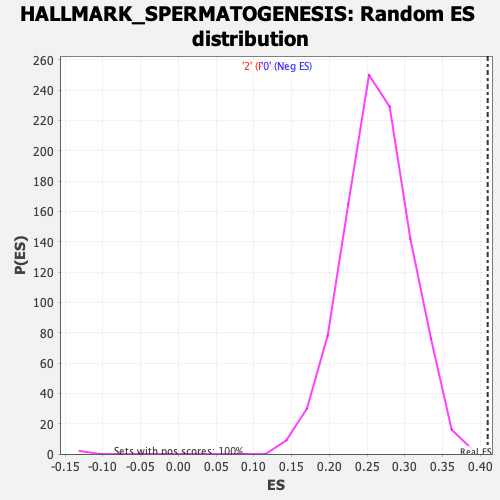 HALLMARK_SPERMATOGENESIS: Random ES
distribution
'2' (F'0' (Neg ES)
260
240
220
200
180
160
140
120
100
80
60
40
20
0
P(ES)
Sets with pos scores: 100%
Real ES
-0.15 -0.10 -0.05 0.00 0.05 0.10 0.15 0.20 0.25 0.30 0.35 0.40
ES